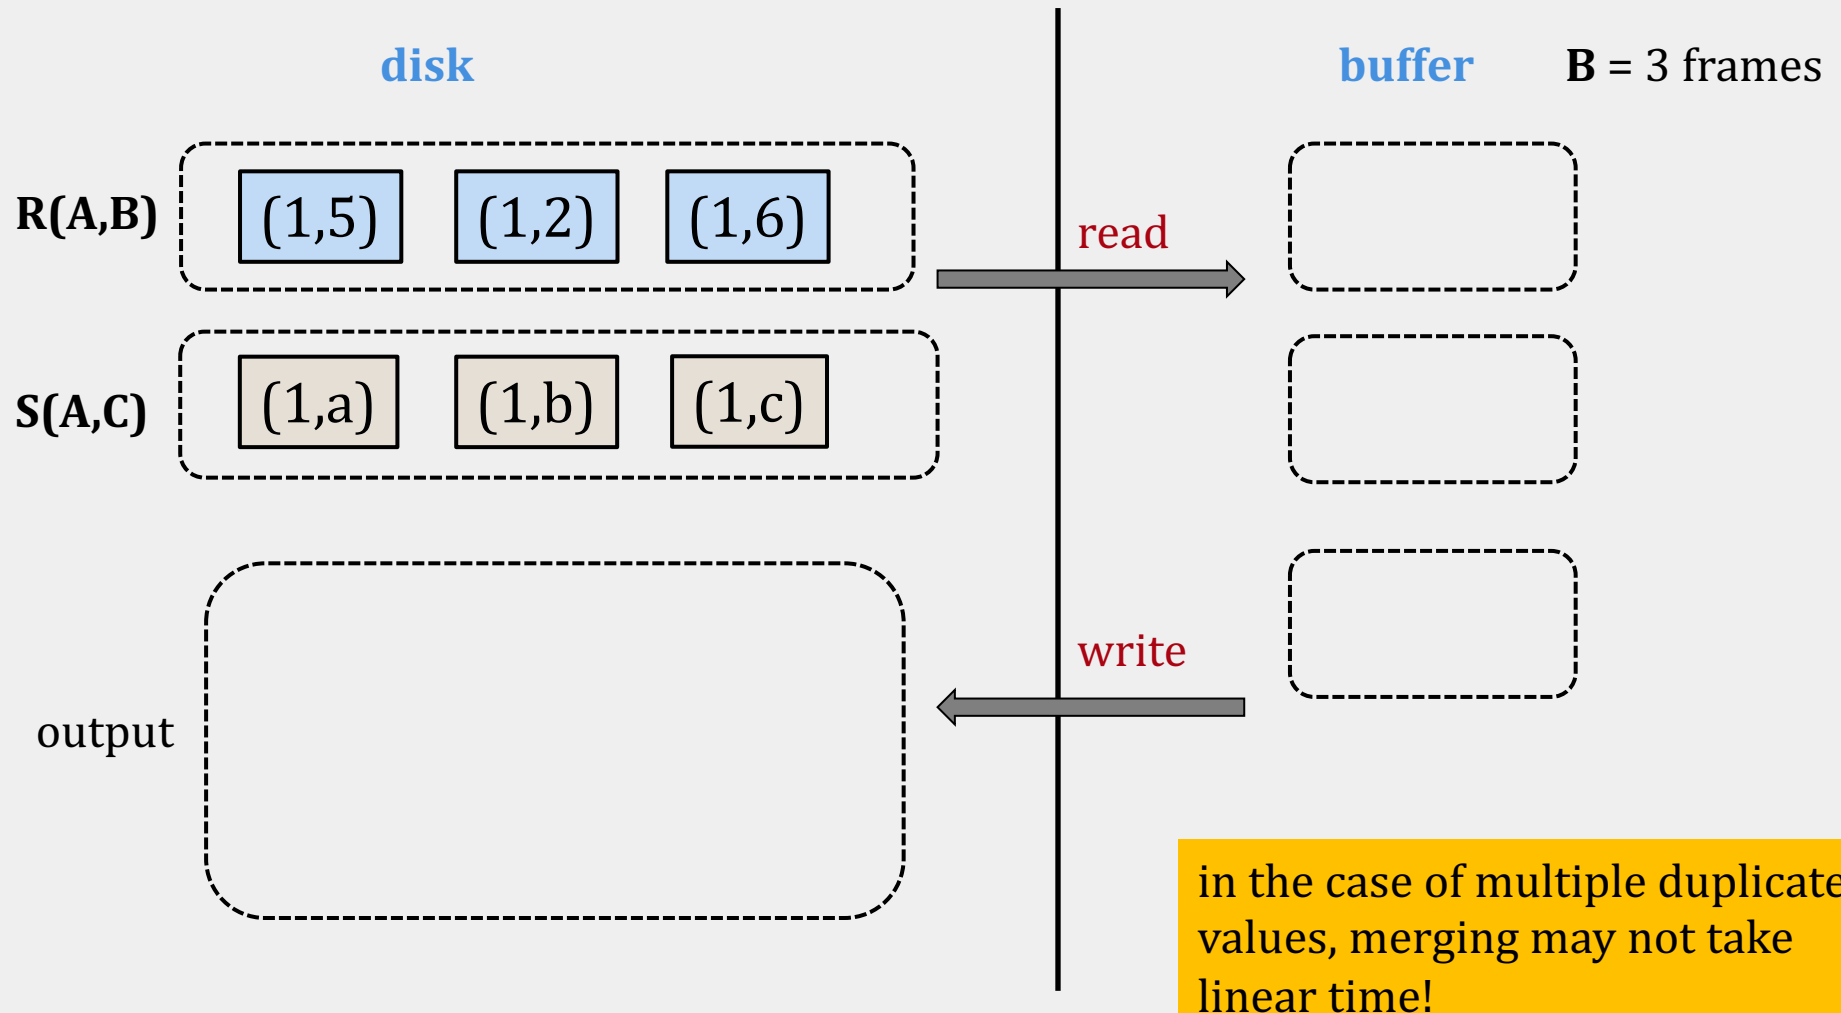 disk
buffer
B = 3 frames
R(A,B)
(1,5)
(1,2)
(1,6)
read
S(A,C)
(1,a)
(1,b)
(1,c)
write
output
in the case of multiple duplicate
values, merging may not take
linear time!